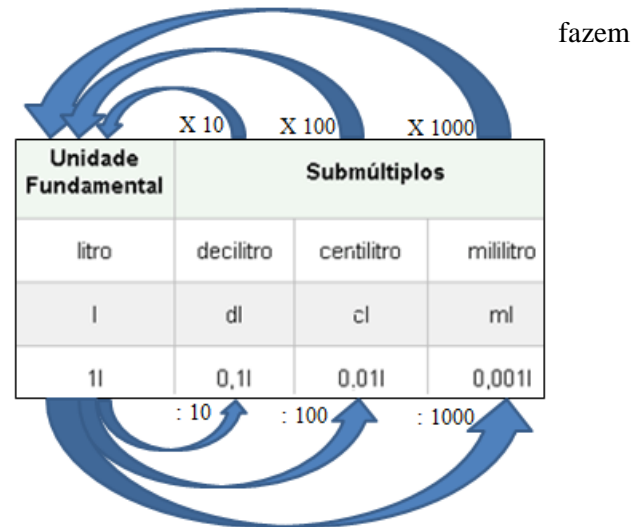 fazem
X 10 X 100 X 1000
Unidade Fundamental Submúltiplos
litro decilitro centilitro mililitro
l dl cl ml
1l 0,1l 0,01l 0,001l
: 10 : 100 : 1000